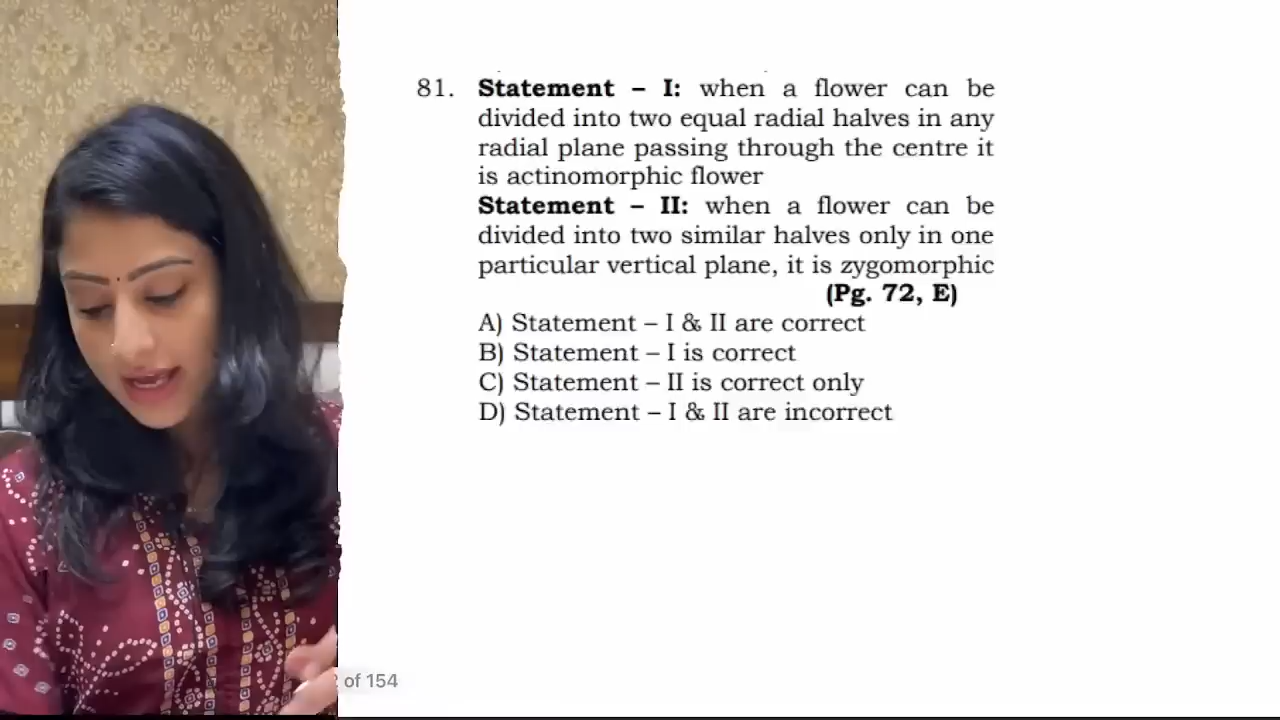 81. Statement – I: when a flower can be
divided into two equal radial halves in any
radial plane passing through the centre it
is actinomorphic flower
Statement – II: when a flower can be
divided into two similar halves only in one
particular vertical plane, it is zygomorphic
(Pg. 72, E)
A) Statement – I & II are correct
B) Statement – I is correct
C) Statement – II is correct only
D) Statement – I & II are incorrect
of 154